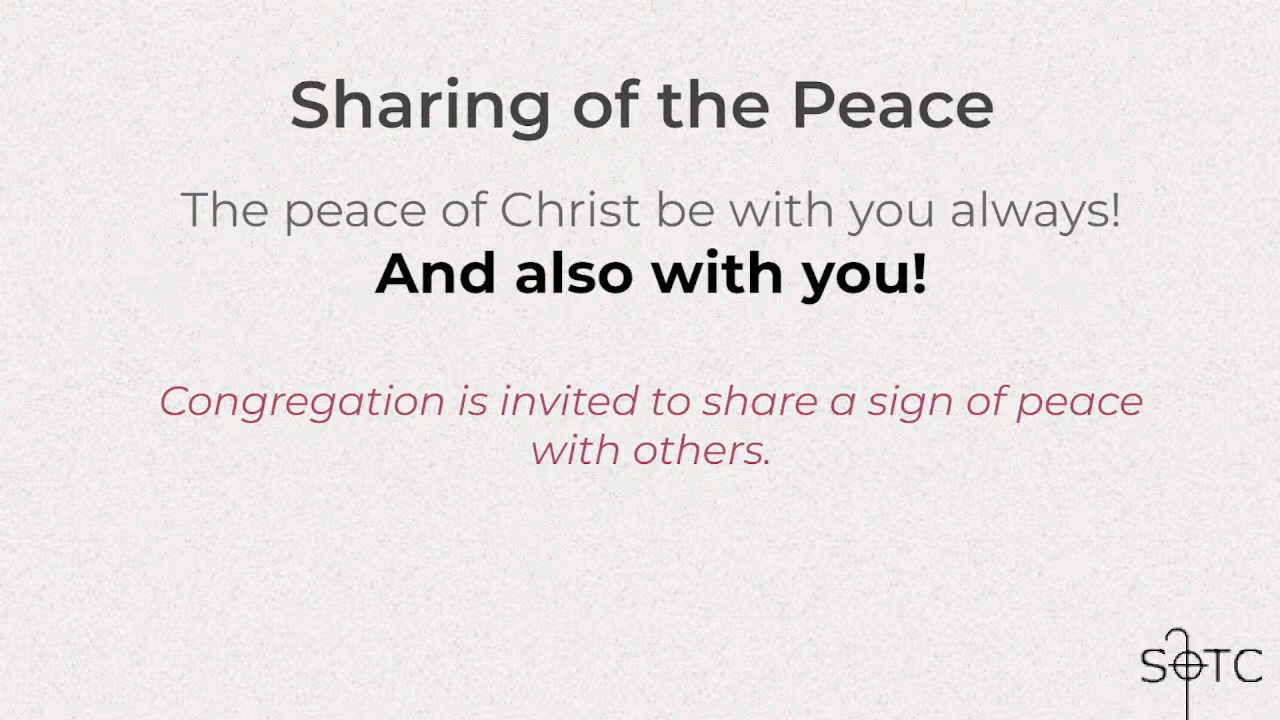 Sharing of the Peace
The peace of Christ be with you always!
And also with you!
Congregation is invited to share a sign of peace
with others.
SOTC